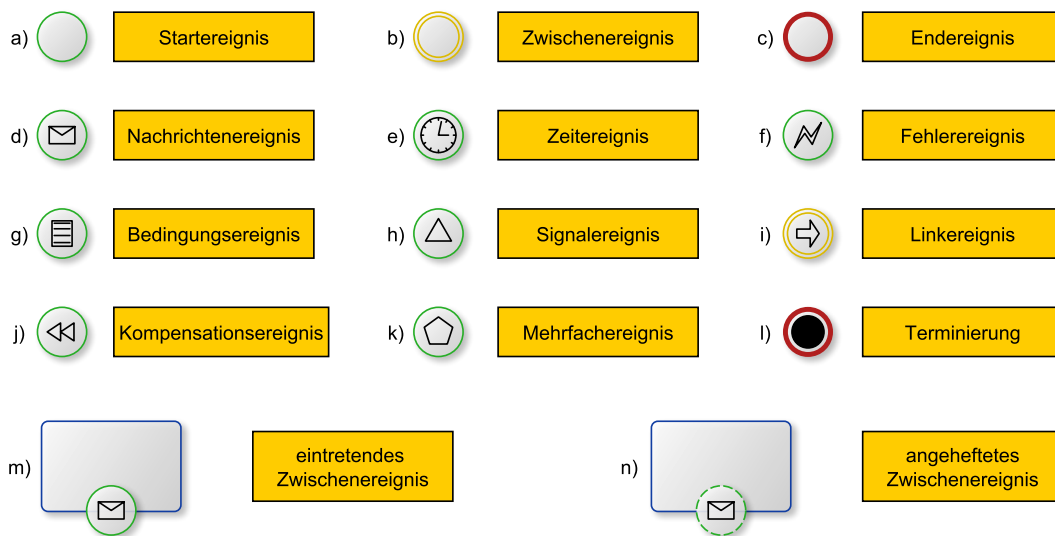 a) Startereignis b) Zwischenereignis c) Endereignis
d) Nachrichtenereignis e) Zeitereignis f) Fehlerereignis
g) Bedingungsereignis h) Signalereignis i) Linkereignis
j) Kompensationsereignis k) Mehrfachereignis l) Terminierung
m) eintretendes
Zwischenereignis
n) angeheftetes
Zwischenereignis